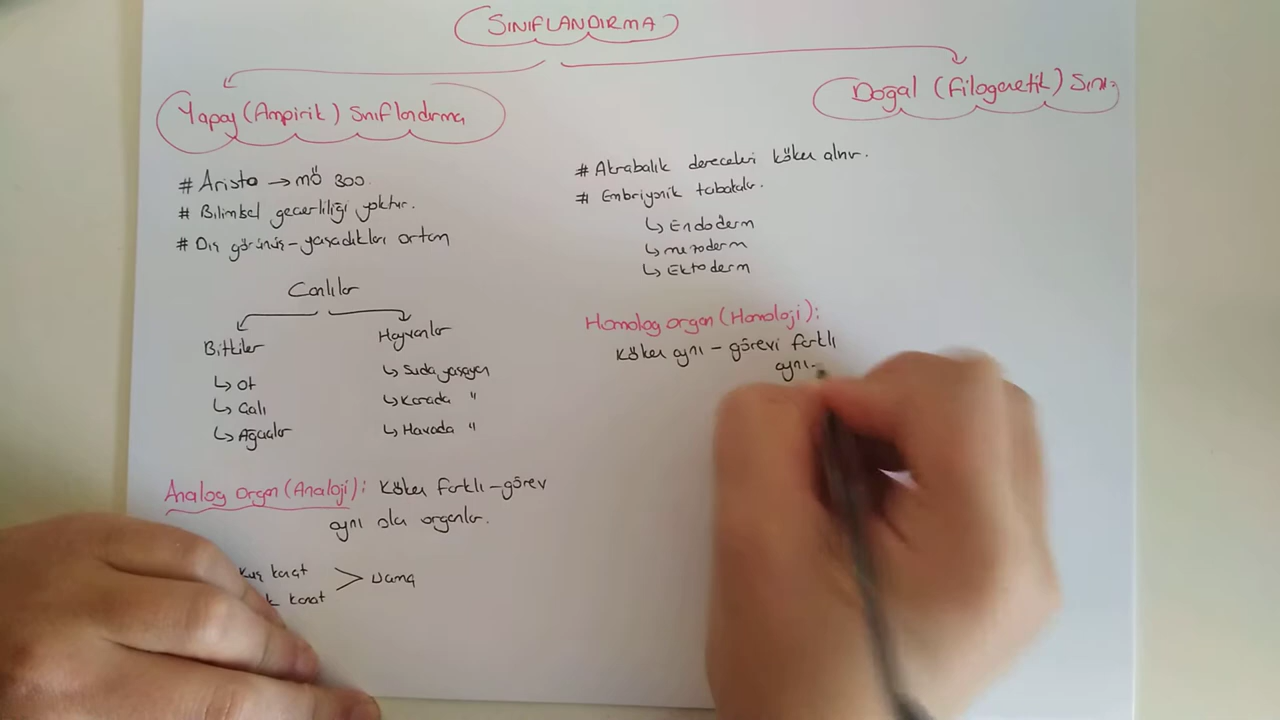 SINIFLANDIRMA
Yapay (Ampirik) Sınıflandırma
# Aristo → mÖ 300.
# Bilimsel geçerliliği yoktur.
# Dış görünüş - yaşadıkları ortam
Canlılar
Bitkiler
↳ Ot
↳ Çalı
↳ Ağaçlar
Hayvanlar
↳ Suda yaşayan
↳ Karada "
↳ Havada "
Analog Organ (Analoji): Köken farklı - görev
aynı olan organlar.
Kuş kanat
kanat
> Uçma
Doğal (Filogenetik) Sını
# Akrabalık dereceleri köken alınır.
# Embriyonik tabakalar.
↳ Endoderm
↳ mezoderm
↳ Ektoderm
Homolog organ (Homoloji):
Köken aynı - görevi farklı
aynı